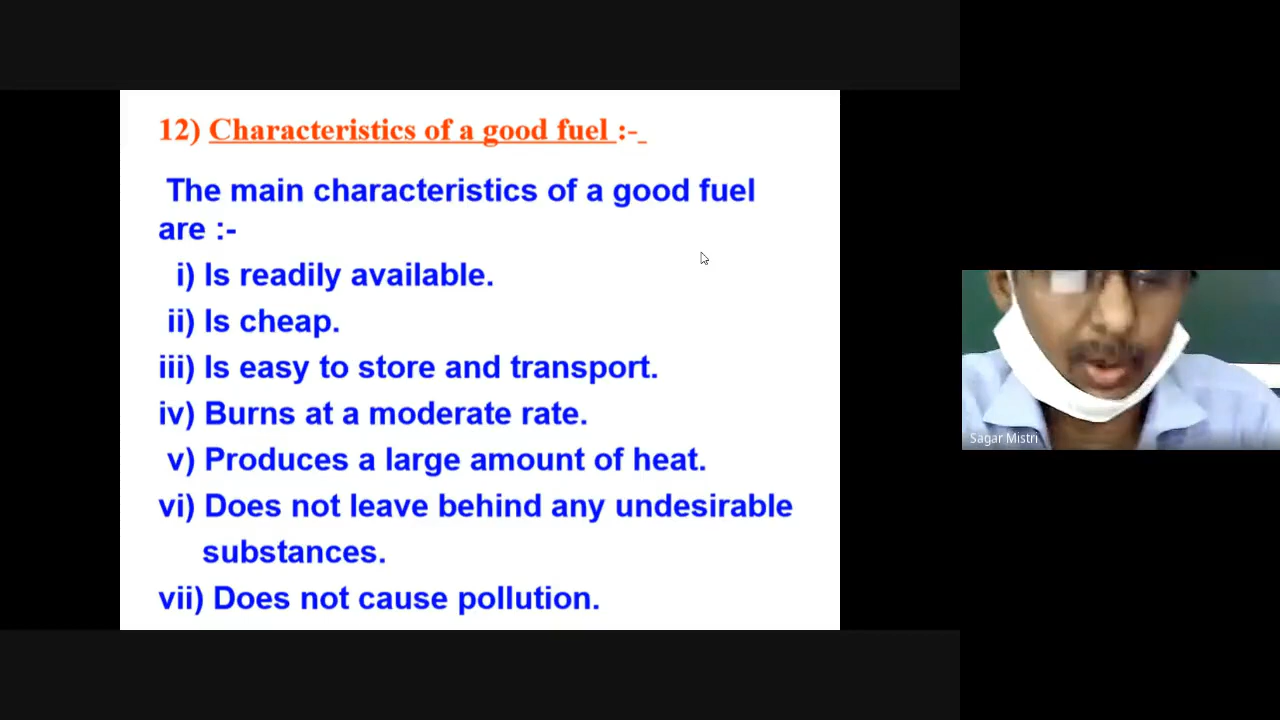 12) Characteristics of a good fuel :-
The main characteristics of a good fuel
are :-
i) Is readily available.
ii) Is cheap.
iii) Is easy to store and transport.
iv) Burns at a moderate rate.
v) Produces a large amount of heat.
vi) Does not leave behind any undesirable
substances.
vii) Does not cause pollution.
Sagar Mistri